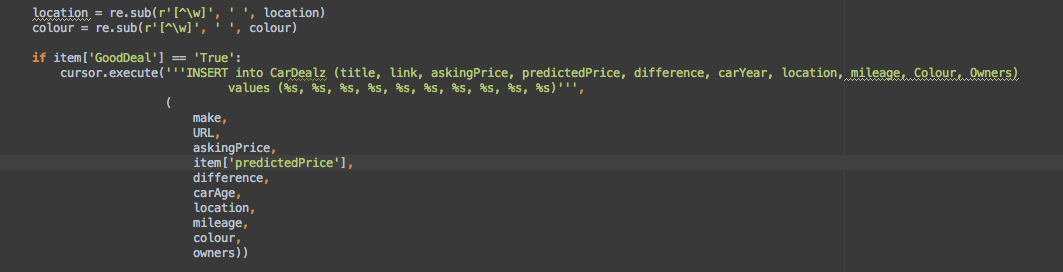 location = re.sub(r'[^\w]', ' ', location)
colour = re.sub(r'[^\w]', ' ', colour)
if item['GoodDeal'] == 'True':
cursor.execute('''INSERT into CarDealz (title, link, askingPrice, predictedPrice, difference, carYear, location, mileage, Colour, Owners)
values (%s, %s, %s, %s, %s, %s, %s, %s, %s, %s)''',
(
make,
URL,
askingPrice,
item['predictedPrice'],
difference,
carAge,
location,
mileage,
colour,
owners))